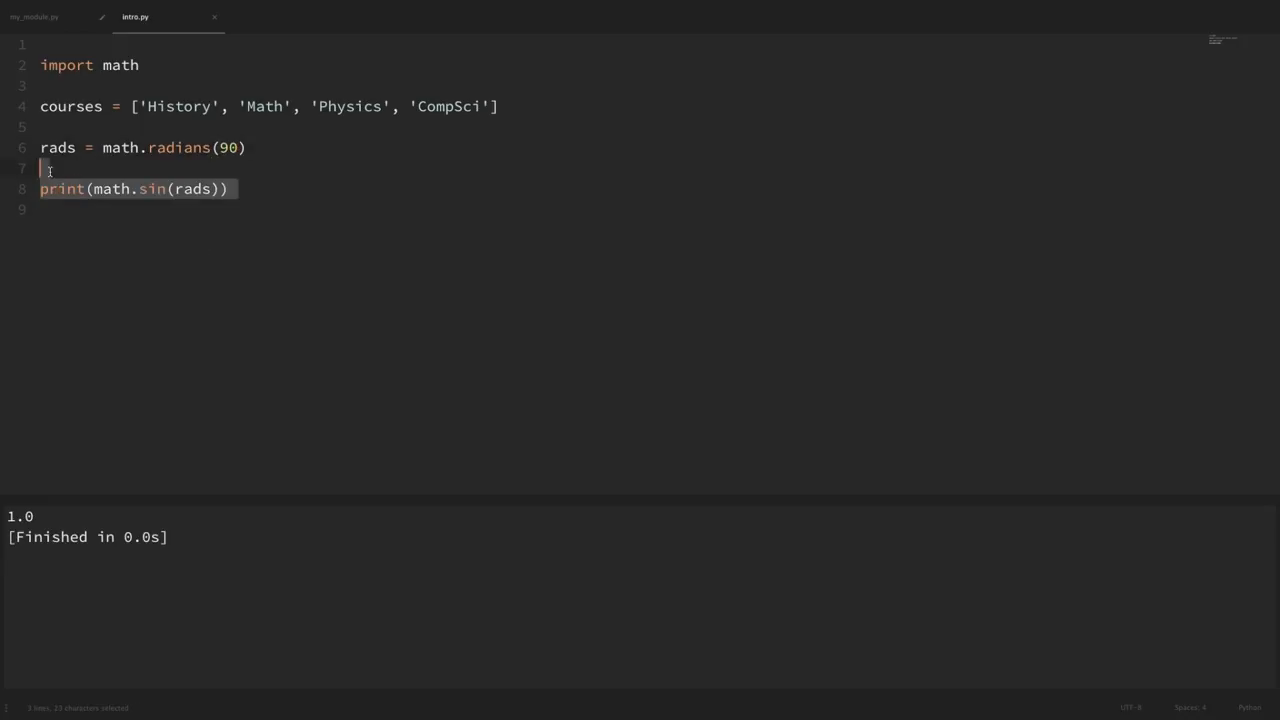 my_module.py intro.py ×
1
2 import math
3
4 courses = ['History', 'Math', 'Physics', 'CompSci']
5
6 rads = math.radians(90)
7
8 print(math.sin(rads))
9
1.0
[Finished in 0.0s]
3 lines, 23 characters selected UTF-8 Spaces: 4 Python